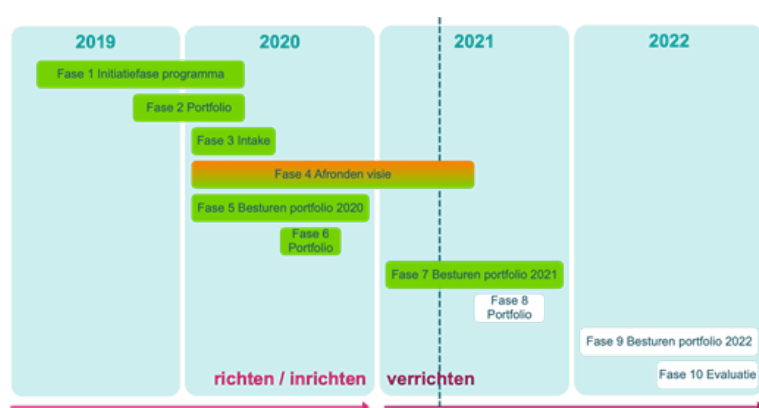 2019
2020
2021
2022
Fase 1 Initiatiefase programma
Fase 2 Portfolio
Fase 3 Intake
Fase 4 Afronden visie
Fase 5 Besturen portfolio 2020
Fase 6
Portfolio
Fase 7 Besturen portfolio 2021
Fase 8
Portfolio
Fase 9 Besturen portfolio 2022
Fase 10 Evaluatie
richten / inrichten
verrichten